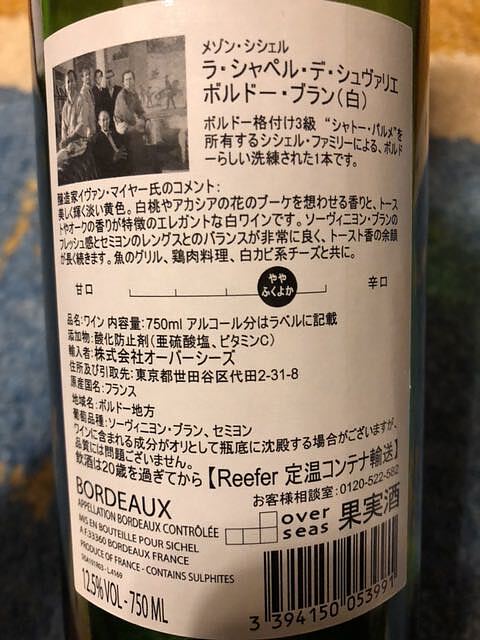 メゾン・シシェル
ラ・シャペル・デ・シュヴァリエ
ボルドー・ブラン(白)
ボルドー格付け3級 “シャトー・パルメ”を
所有するシシェル・ファミリーによる、ボルド
ーらしい洗練された1本です。
醸造家イヴァン・マイヤー氏のコメント:
美しく輝く淡い黄色。白桃やアカシアの花のブーケを想わせる香りと、トース
トやオークの香りが特徴のエレガントな白ワインです。ソーヴィニヨン・ブランの
フレッシュ感とセミヨンのレングスとのバランスが非常に良く、トースト香の余韻
が長く続きます。魚のグリル、鶏肉料理、白カビ系チーズと共に。
甘口 やや 辛口
ふくよか
品名:ワイン 内容量:750ml アルコール分はラベルに記載
添加物:酸化防止剤(亜硫酸塩、ビタミンC)
輸入者:株式会社オーバーシーズ
住所及び引取先:東京都世田谷区代田2-31-8
原産国名:フランス
地域名:ボルドー地方
葡萄品種:ソーヴィニヨン・ブラン、セミヨン
ワインに含まれる成分がオリとして瓶底に沈殿する場合がございますが、
品質には問題ございません。
飲酒は20歳を過ぎてから【Reefer 定温コンテナ輸送】
お客様相談室:0120-522-582
BORDEAUX
APPELLATION BORDEAUX CONTRÔLÉE
MIS EN BOUTEILLE POUR SICHEL
A F.33360 BORDEAUX FRANCE
PRODUCE OF FRANCE - CONTAINS SULPHITES
L4169
12.5% VOL - 750 ML
over
seas
果実酒
3 394150 053991